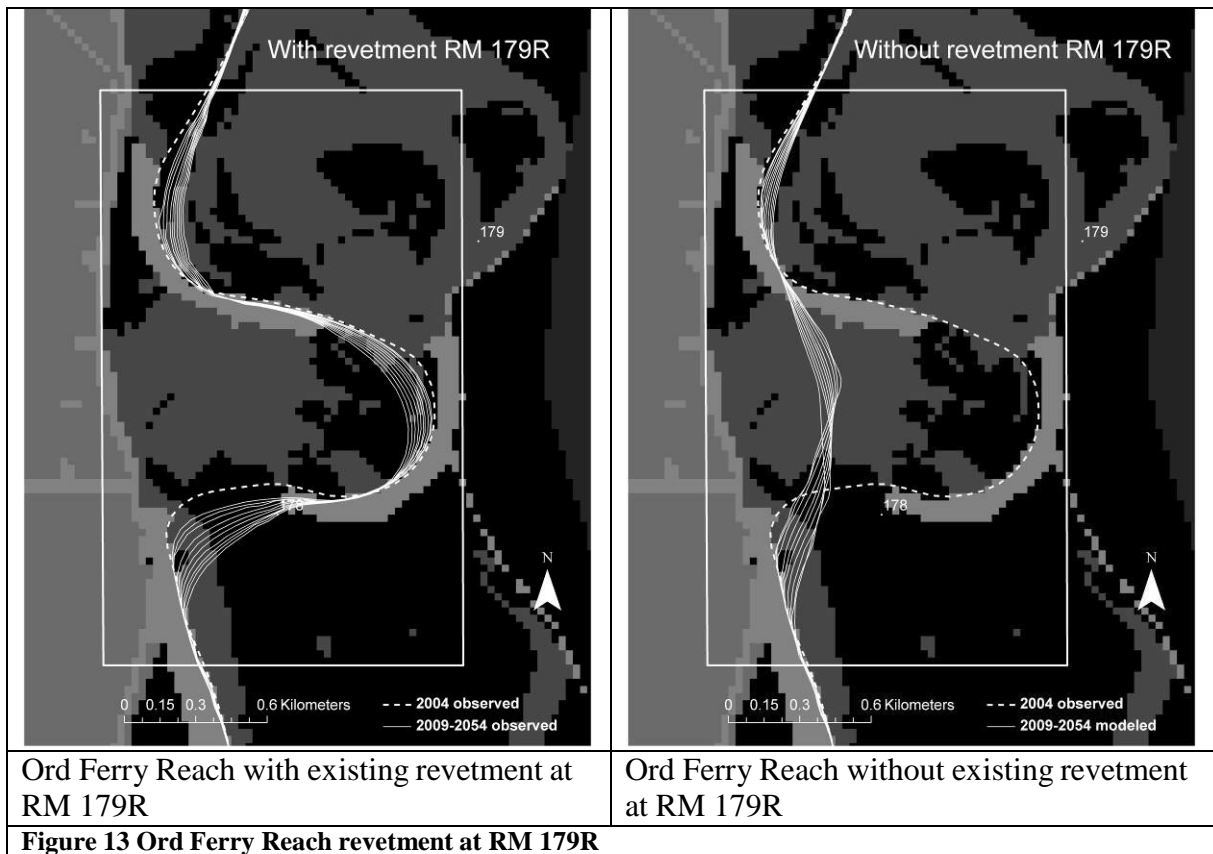 With revetment RM 179R
179
178
N
0 0.15 0.3 0.6 Kilometers
2004 observed
2009-2054 observed
Without revetment RM 179R
179
178
N
0 0.15 0.3 0.6 Kilometers
2004 observed
2009-2054 modeled
Ord Ferry Reach with existing revetment at
RM 179R
Ord Ferry Reach without existing revetment
at RM 179R
Figure 13 Ord Ferry Reach revetment at RM 179R